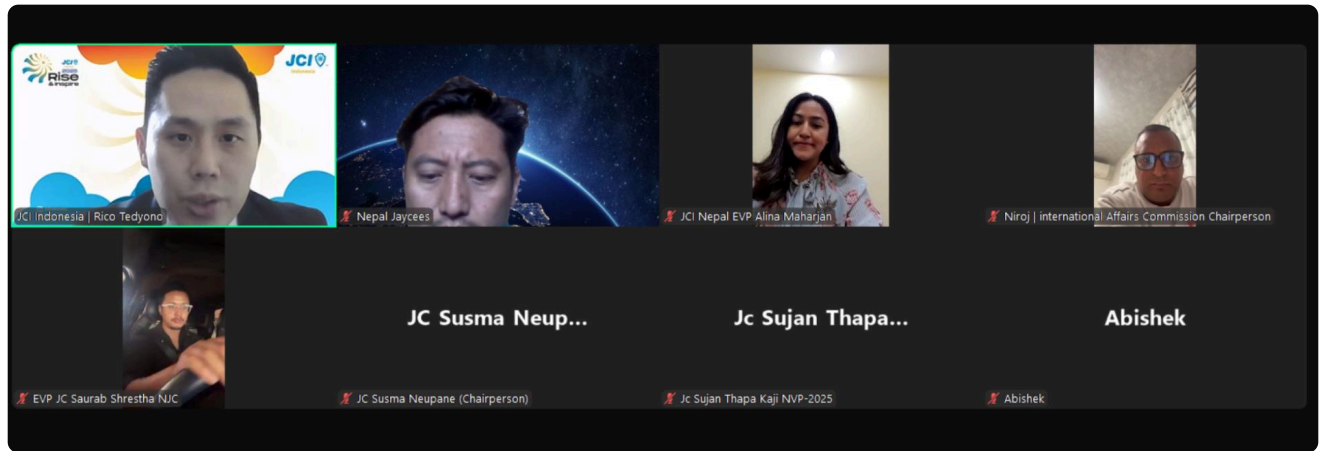 JCI
2025
Rise
& Inspire
JCI
Indonesia
JCI Indonesia | Rico Tedyono
Nepal Jaycees
JCI Nepal EVP Alina Maharjan
Niroj | international Affairs Commission Chairperson
JC Susma Neup...
Jc Sujan Thapa...
Abishek
EVP JC Saurab Shrestha NJC
JC Susma Neupane (Chairperson)
Jc Sujan Thapa Kaji NVP-2025
Abishek